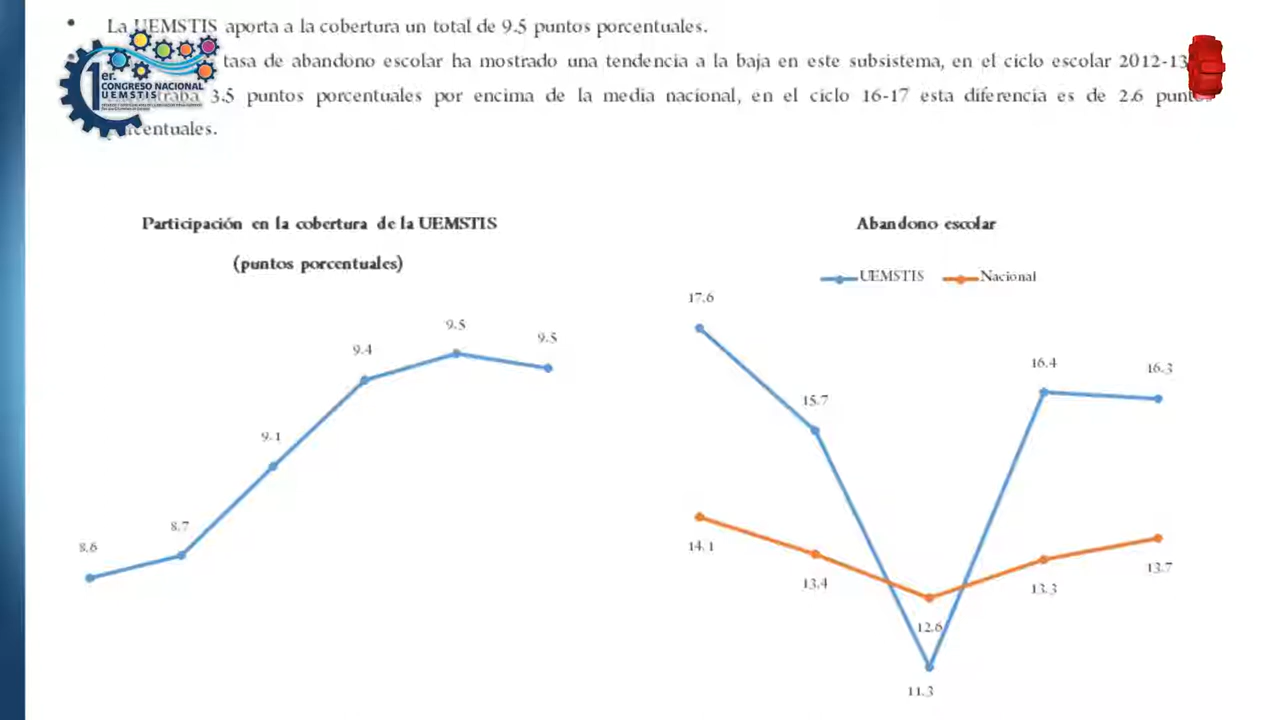 • La UEMSTIS aporta a la cobertura un total de 9.5 puntos porcentuales.
tasa de abandono escolar ha mostrado una tendencia a la baja en este subsistema, en el ciclo escolar 2012-13
3.5 puntos porcentuales por encima de la media nacional, en el ciclo 16-17 esta diferencia es de 2.6
1er.
CONGRESO NACIONAL
UEMSTIS
Participación en la cobertura de la UEMSTIS
(puntos porcentuales)
8.6
8.7
9.1
9.4
9.5
9.5
Abandono escolar
UEMSTIS Nacional
17.6
15.7
11.3
16.4
16.3
14.1
13.4
12.6
13.3
13.7